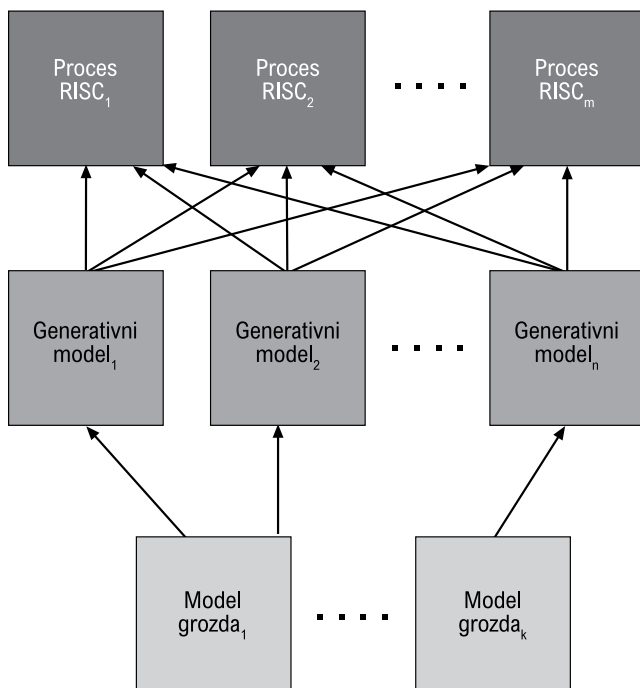 Proces
RISC₁
Proces
RISC₂
Proces
RISCₘ
Generativni
model₁
Generativni
model₂
Generativni
modelₙ
Model
grozda₁
Model
grozdaₖ